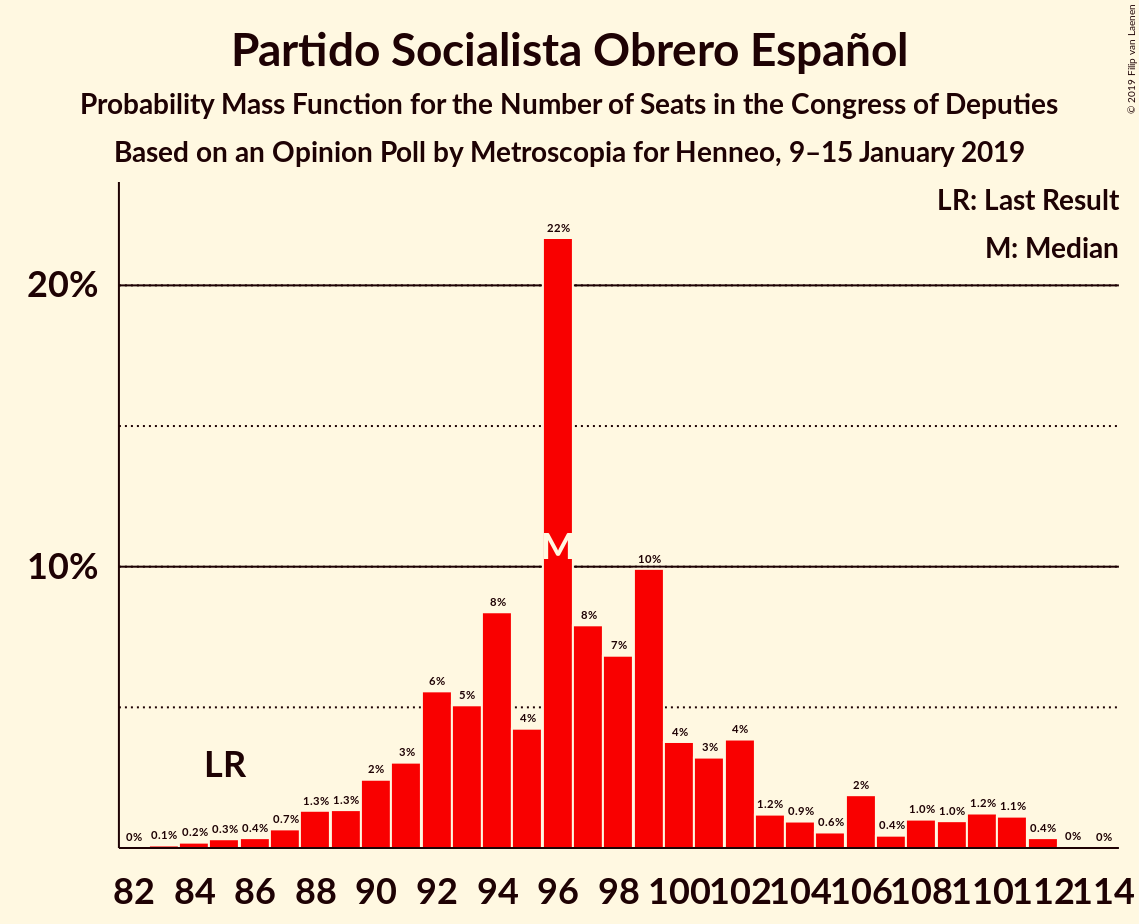 Partido Socialista Obrero Español
Probability Mass Function for the Number of Seats in the Congress of Deputies
Based on an Opinion Poll by Metroscopia for Henneo, 9–15 January 2019
© 2019 Filip van Laenen
LR: Last Result
M: Median
20%
10%
LR
M
0% 0.1% 0.2% 0.3% 0.4% 0.7% 1.3% 1.3% 2% 3% 6% 5% 8% 4% 22% 8% 7% 10% 4% 3% 4% 1.2% 0.9% 0.6% 2% 0.4% 1.0% 1.0% 1.2% 1.1% 0.4% 0% 0%
82 84 86 88 90 92 94 96 98 100 102 104 106 108 110 112 114